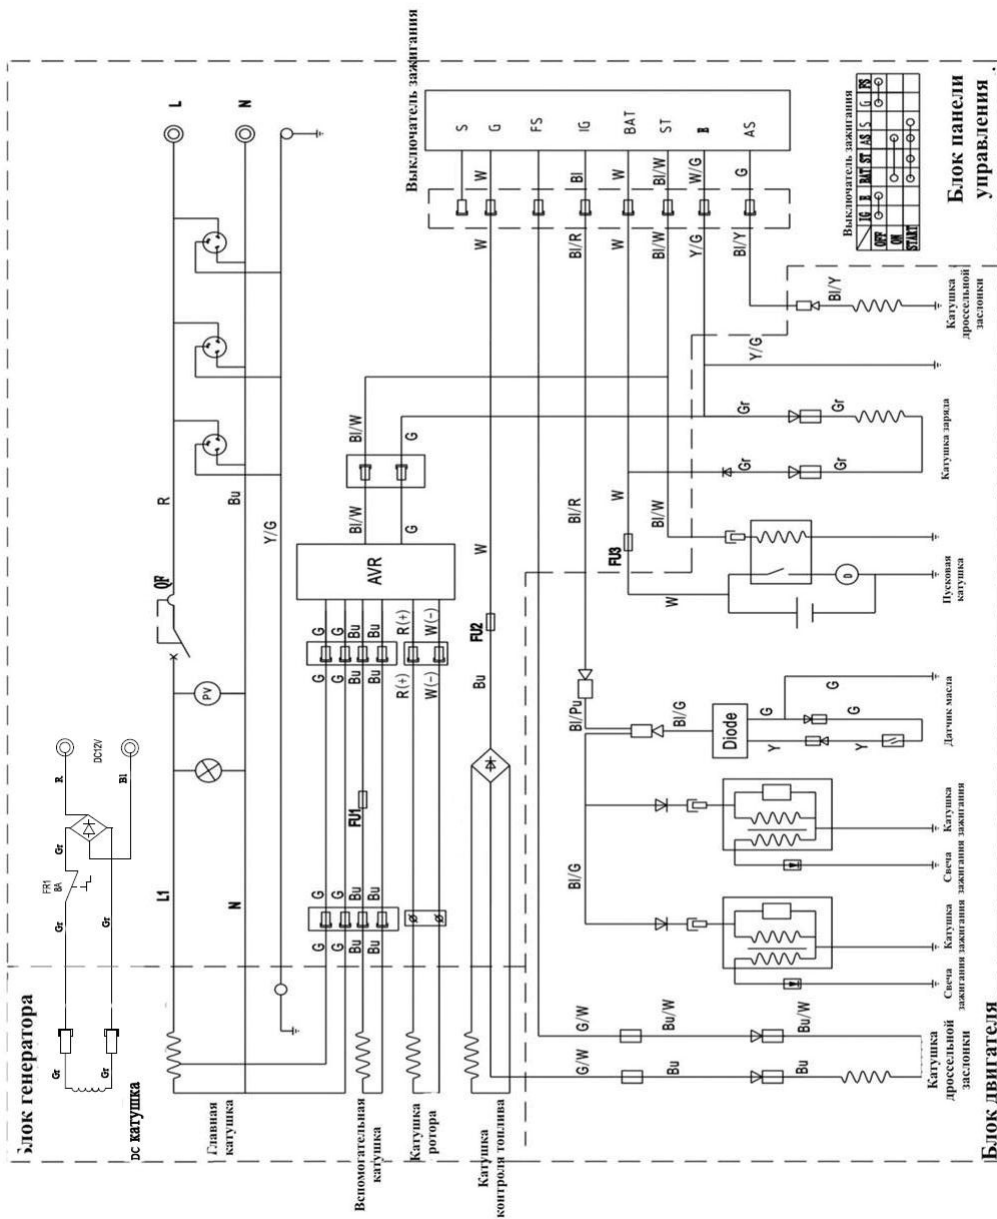 Выключатель зажигания
L
N
S
G
FS
IG
BAT
ST
B
AS
W
Bl
W
Bl/W
W/G
G
W
Bl/R
W
Bl/W
Y/G
Bl/Y
Выключатель зажигания
IG E BAT ST AS S G FS
OFF
ON
START
Блок панели
управления
Bl/Y
Катушка
дроссельной
заслонки
R
Bu
Y/G
QF
PV
DC12V
R
Bl
Gr
FR1
8A
Gr
Gr
Gr
Gr
DC катушка
Блок генератора
L1
N
Главная
катушка
Bl/W
G
Bl/W
G
AVR
G
G
Bu
Bu
R(+)
W(-)
G
G
Bu
Bu
R(+)
W(-)
FU1
G
G
Bu
Bu
G
G
Bu
Bu
Вспомогательная
катушка
Катушка
ротора
Катушка
контроля топлива
W
FU2
Bu
Bl/R
W
Bl/W
FU3
W
Y/G
Gr
Gr
Gr
Gr
Катушка заряда
Пусковая
катушка
D
Bl/Pu
Bl/G
Diode
G
G
G
Y
Y
Датчик масла
Bl/G
Катушка
Свеча зажигания зажигания
Катушка
Свеча зажигания зажигания
G/W
G/W
Bu/W
Bu
Bu/W
Bu
Катушка
дроссельной
заслонки
Блок двигателя